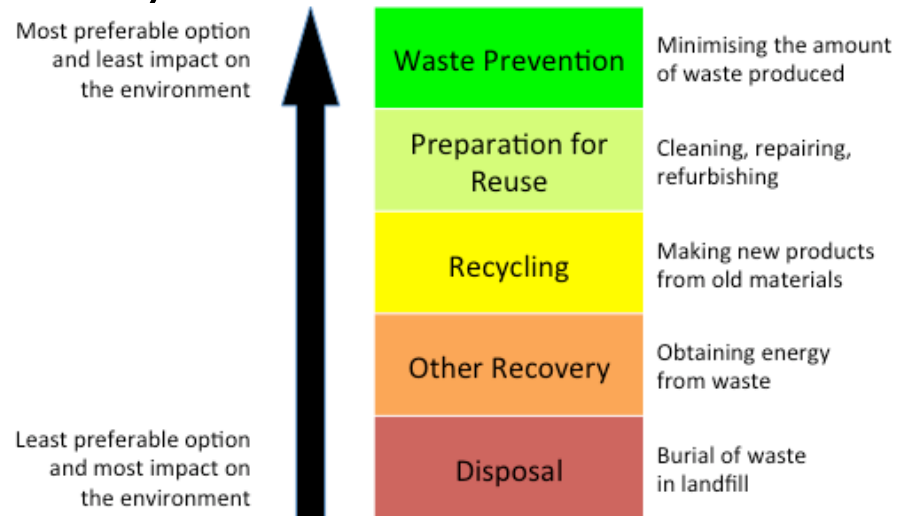 Most preferable option
and least impact on
the environment
Waste Prevention
Minimising the amount
of waste produced
Preparation for
Reuse
Cleaning, repairing,
refurbishing
Recycling
Making new products
from old materials
Other Recovery
Obtaining energy
from waste
Least preferable option
and most impact on
the environment
Disposal
Burial of waste
in landfill